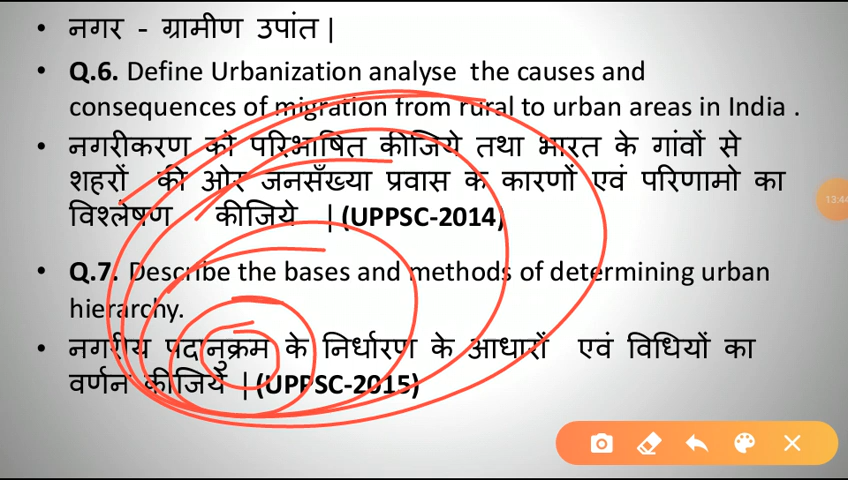 नगर - ग्रामीण उपांत |
Q.6. Define Urbanization analyse the causes and
consequences of migration from rural to urban areas in India .
नगरीकरण को परिभाषित कीजिये तथा भारत के गांवों से
शहरों की ओर जनसँख्या प्रवास के कारणों एवं परिणामो का
विश्लेषण कीजिये | (UPPSC-2014)
Q.7. Describe the bases and methods of determining urban
hierarchy.
नगरीय पदानुक्रम के निर्धारण के आधारों एवं विधियों का
वर्णन कीजिये | (UPPSC-2015)